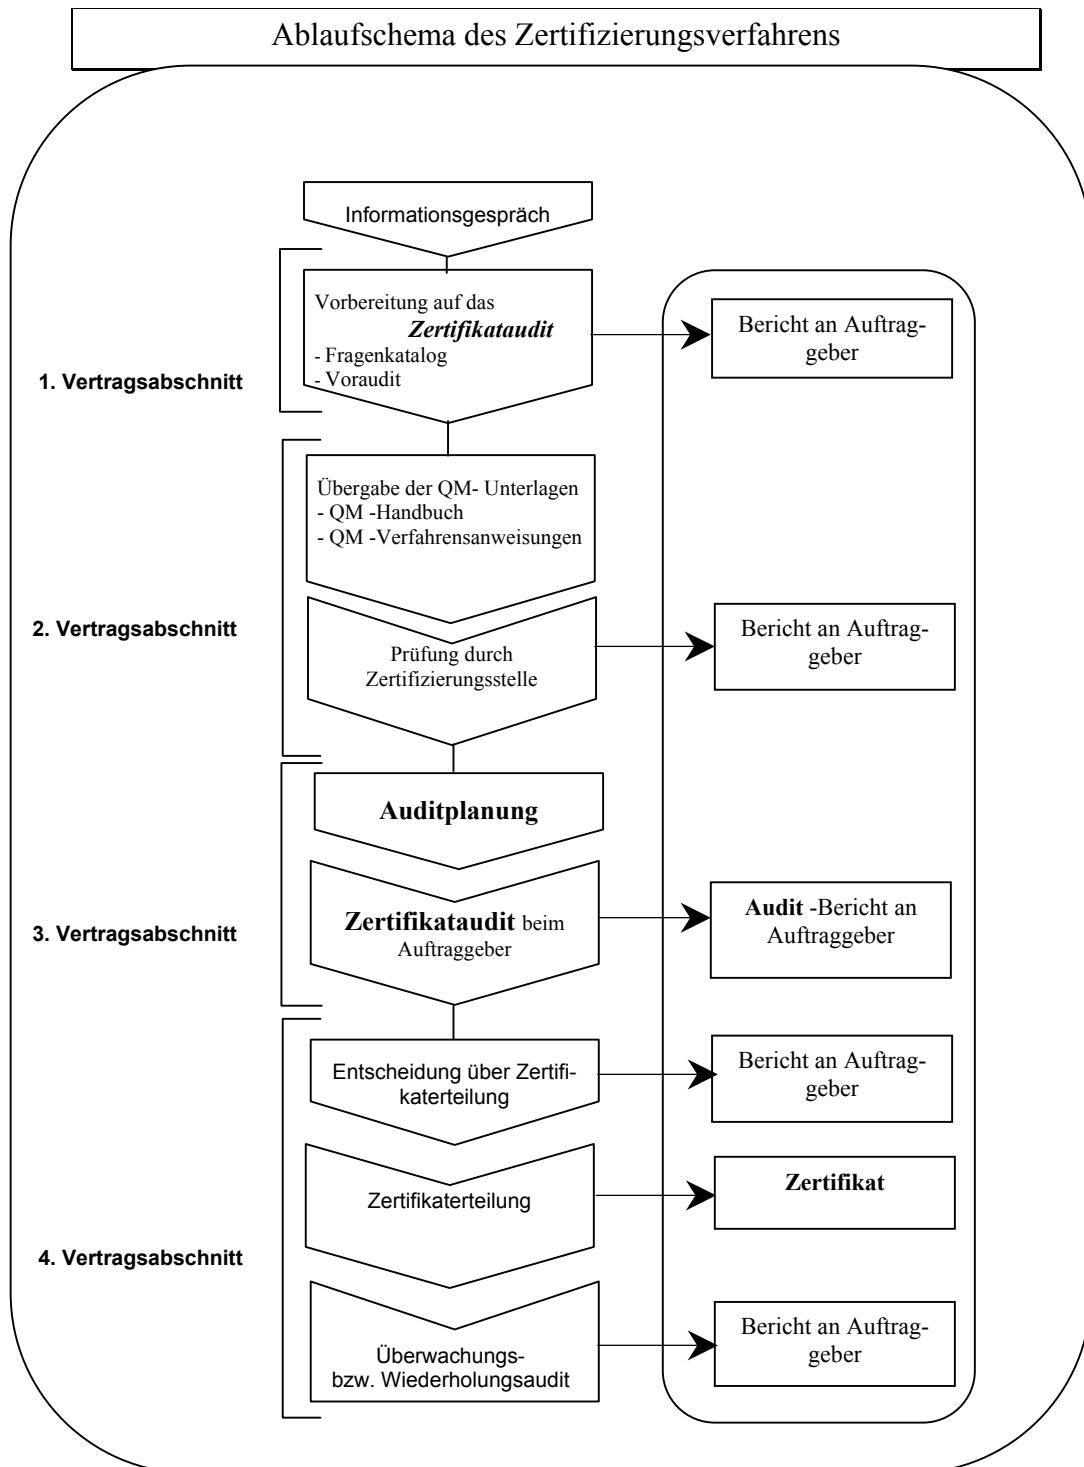 Ablaufschema des Zertifizierungsverfahrens
Informationsgespräch
1. Vertragsabschnitt
Vorbereitung auf das
Zertifikataudit
- Fragenkatalog
- Voraudit
Bericht an Auftrag-
geber
2. Vertragsabschnitt
Übergabe der QM- Unterlagen
- QM -Handbuch
- QM -Verfahrensanweisungen
Prüfung durch
Zertifizierungsstelle
Bericht an Auftrag-
geber
3. Vertragsabschnitt
Auditplanung
Zertifikataudit beim
Auftraggeber
Audit -Bericht an
Auftraggeber
4. Vertragsabschnitt
Entscheidung über Zertifi-
katerteilung
Bericht an Auftrag-
geber
Zertifikaterteilung
Zertifikat
Überwachungs-
bzw. Wiederholungsaudit
Bericht an Auftrag-
geber